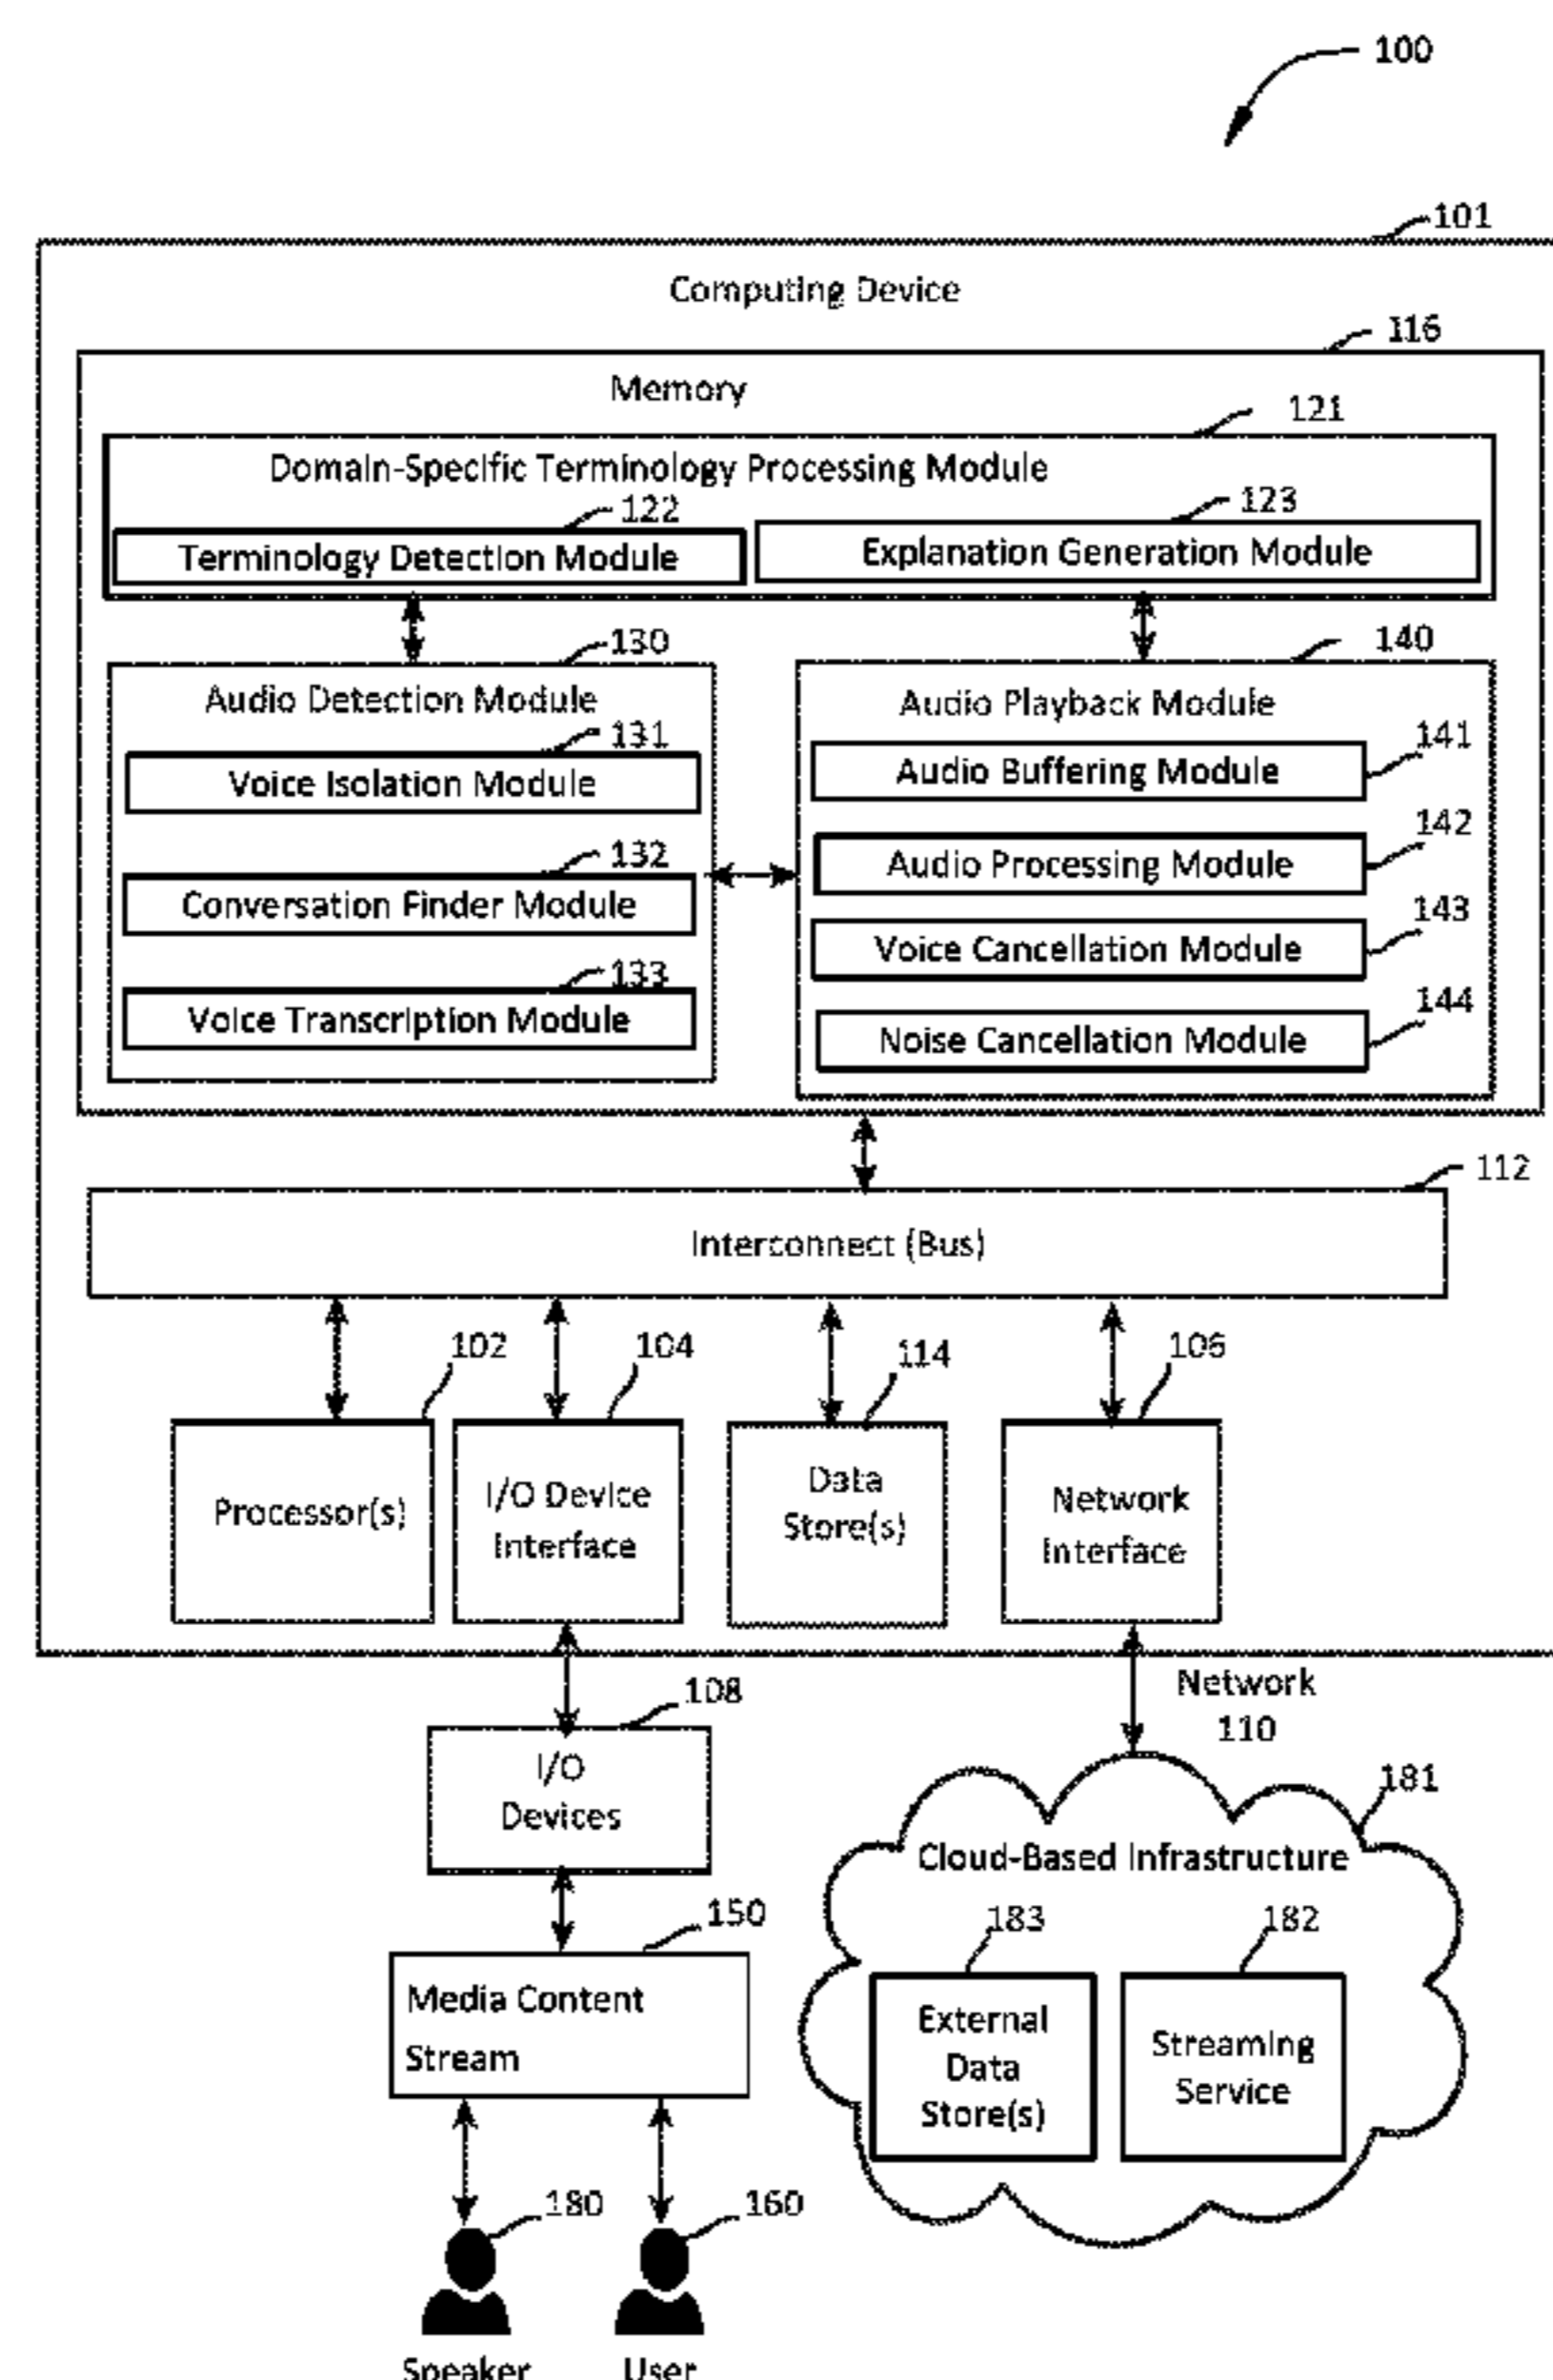 100
101
Computing Device
116
Memory
121
Domain-Specific Terminology Processing Module
122
123
Terminology Detection Module
Explanation Generation Module
130
140
Audio Detection Module
Audio Playback Module
131
141
Voice Isolation Module
Audio Buffering Module
132
142
Conversation Finder Module
Audio Processing Module
143
Voice Cancellation Module
133
144
Voice Transcription Module
Noise Cancellation Module
112
Interconnect (Bus)
102
104
114
106
Processor(s)
I/O Device
Interface
Data
Store(s)
Network
Interface
108
Network
110
I/O
Devices
181
Cloud-Based Infrastructure
150
183
182
Media Content
Stream
External
Data
Store(s)
Streaming
Service
180
160
Speaker
User